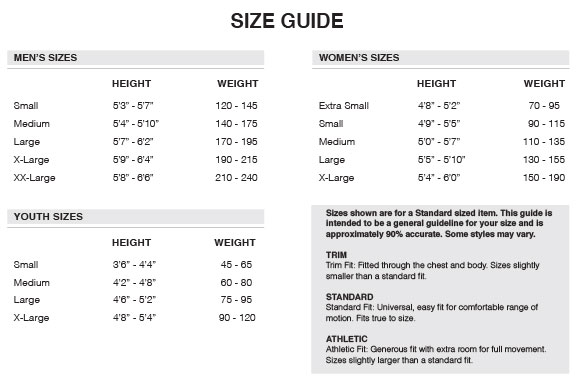 SIZE GUIDE
MEN'S SIZES
HEIGHT WEIGHT
Small 5'3" - 5'7" 120 - 145
Medium 5'4" - 5'10" 140 - 175
Large 5'7" - 6'2" 170 - 195
X-Large 5'9" - 6'4" 190 - 215
XX-Large 5'8" - 6'6" 210 - 240
WOMEN'S SIZES
HEIGHT WEIGHT
Extra Small 4'8" - 5'2" 70 - 95
Small 4'9" - 5'5" 90 - 115
Medium 5'0" - 5'7" 110 - 135
Large 5'5" - 5'10" 130 - 155
X-Large 5'4" - 6'0" 150 - 190
YOUTH SIZES
HEIGHT WEIGHT
Small 3'6" - 4'4" 45 - 65
Medium 4'2" - 4'8" 60 - 80
Large 4'6" - 5'2" 75 - 95
X-Large 4'8" - 5'4" 90 - 120
Sizes shown are for a Standard sized item. This guide is
intended to be a general guideline for your size and is
approximately 90% accurate. Some styles may vary.
TRIM
Trim Fit: Fitted through the chest and body. Sizes slightly
smaller than a standard fit.
STANDARD
Standard Fit: Universal, easy fit for comfortable range of
motion. Fits true to size.
ATHLETIC
Athletic Fit: Generous fit with extra room for full movement.
Sizes slightly larger than a standard fit.